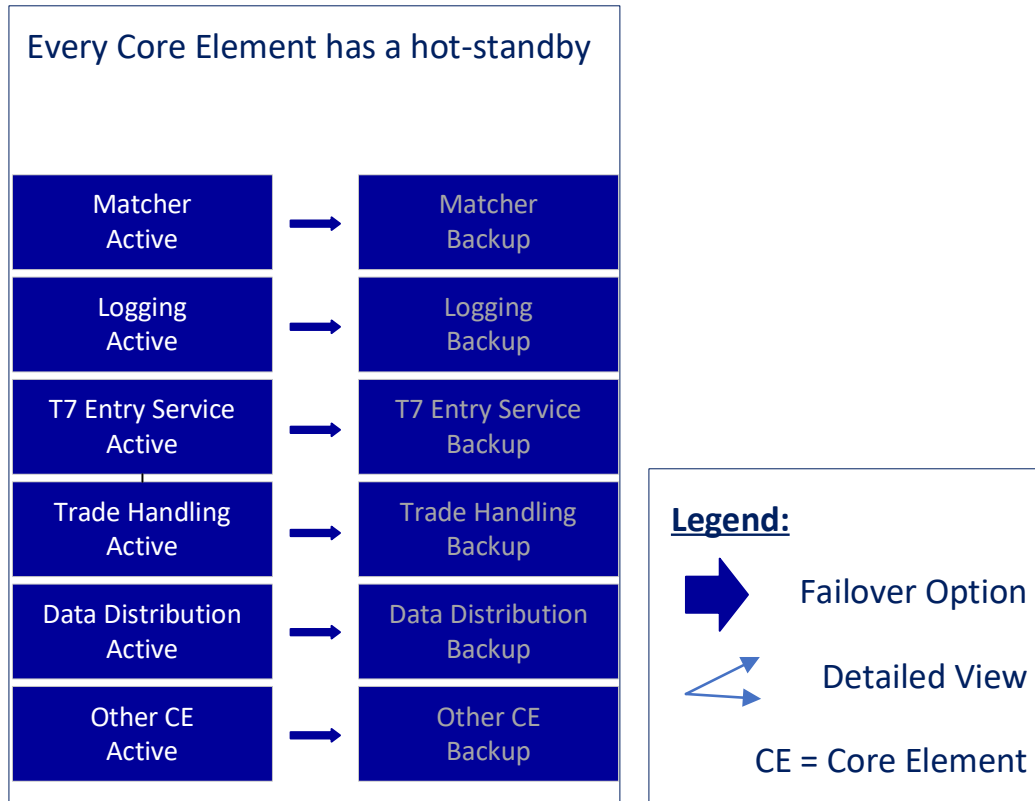 Every Core Element has a hot-standby
Matcher
Active
Matcher
Backup
Logging
Active
Logging
Backup
T7 Entry Service
Active
T7 Entry Service
Backup
Trade Handling
Active
Trade Handling
Backup
Data Distribution
Active
Data Distribution
Backup
Other CE
Active
Other CE
Backup
Legend:
Failover Option
Detailed View
CE = Core Element